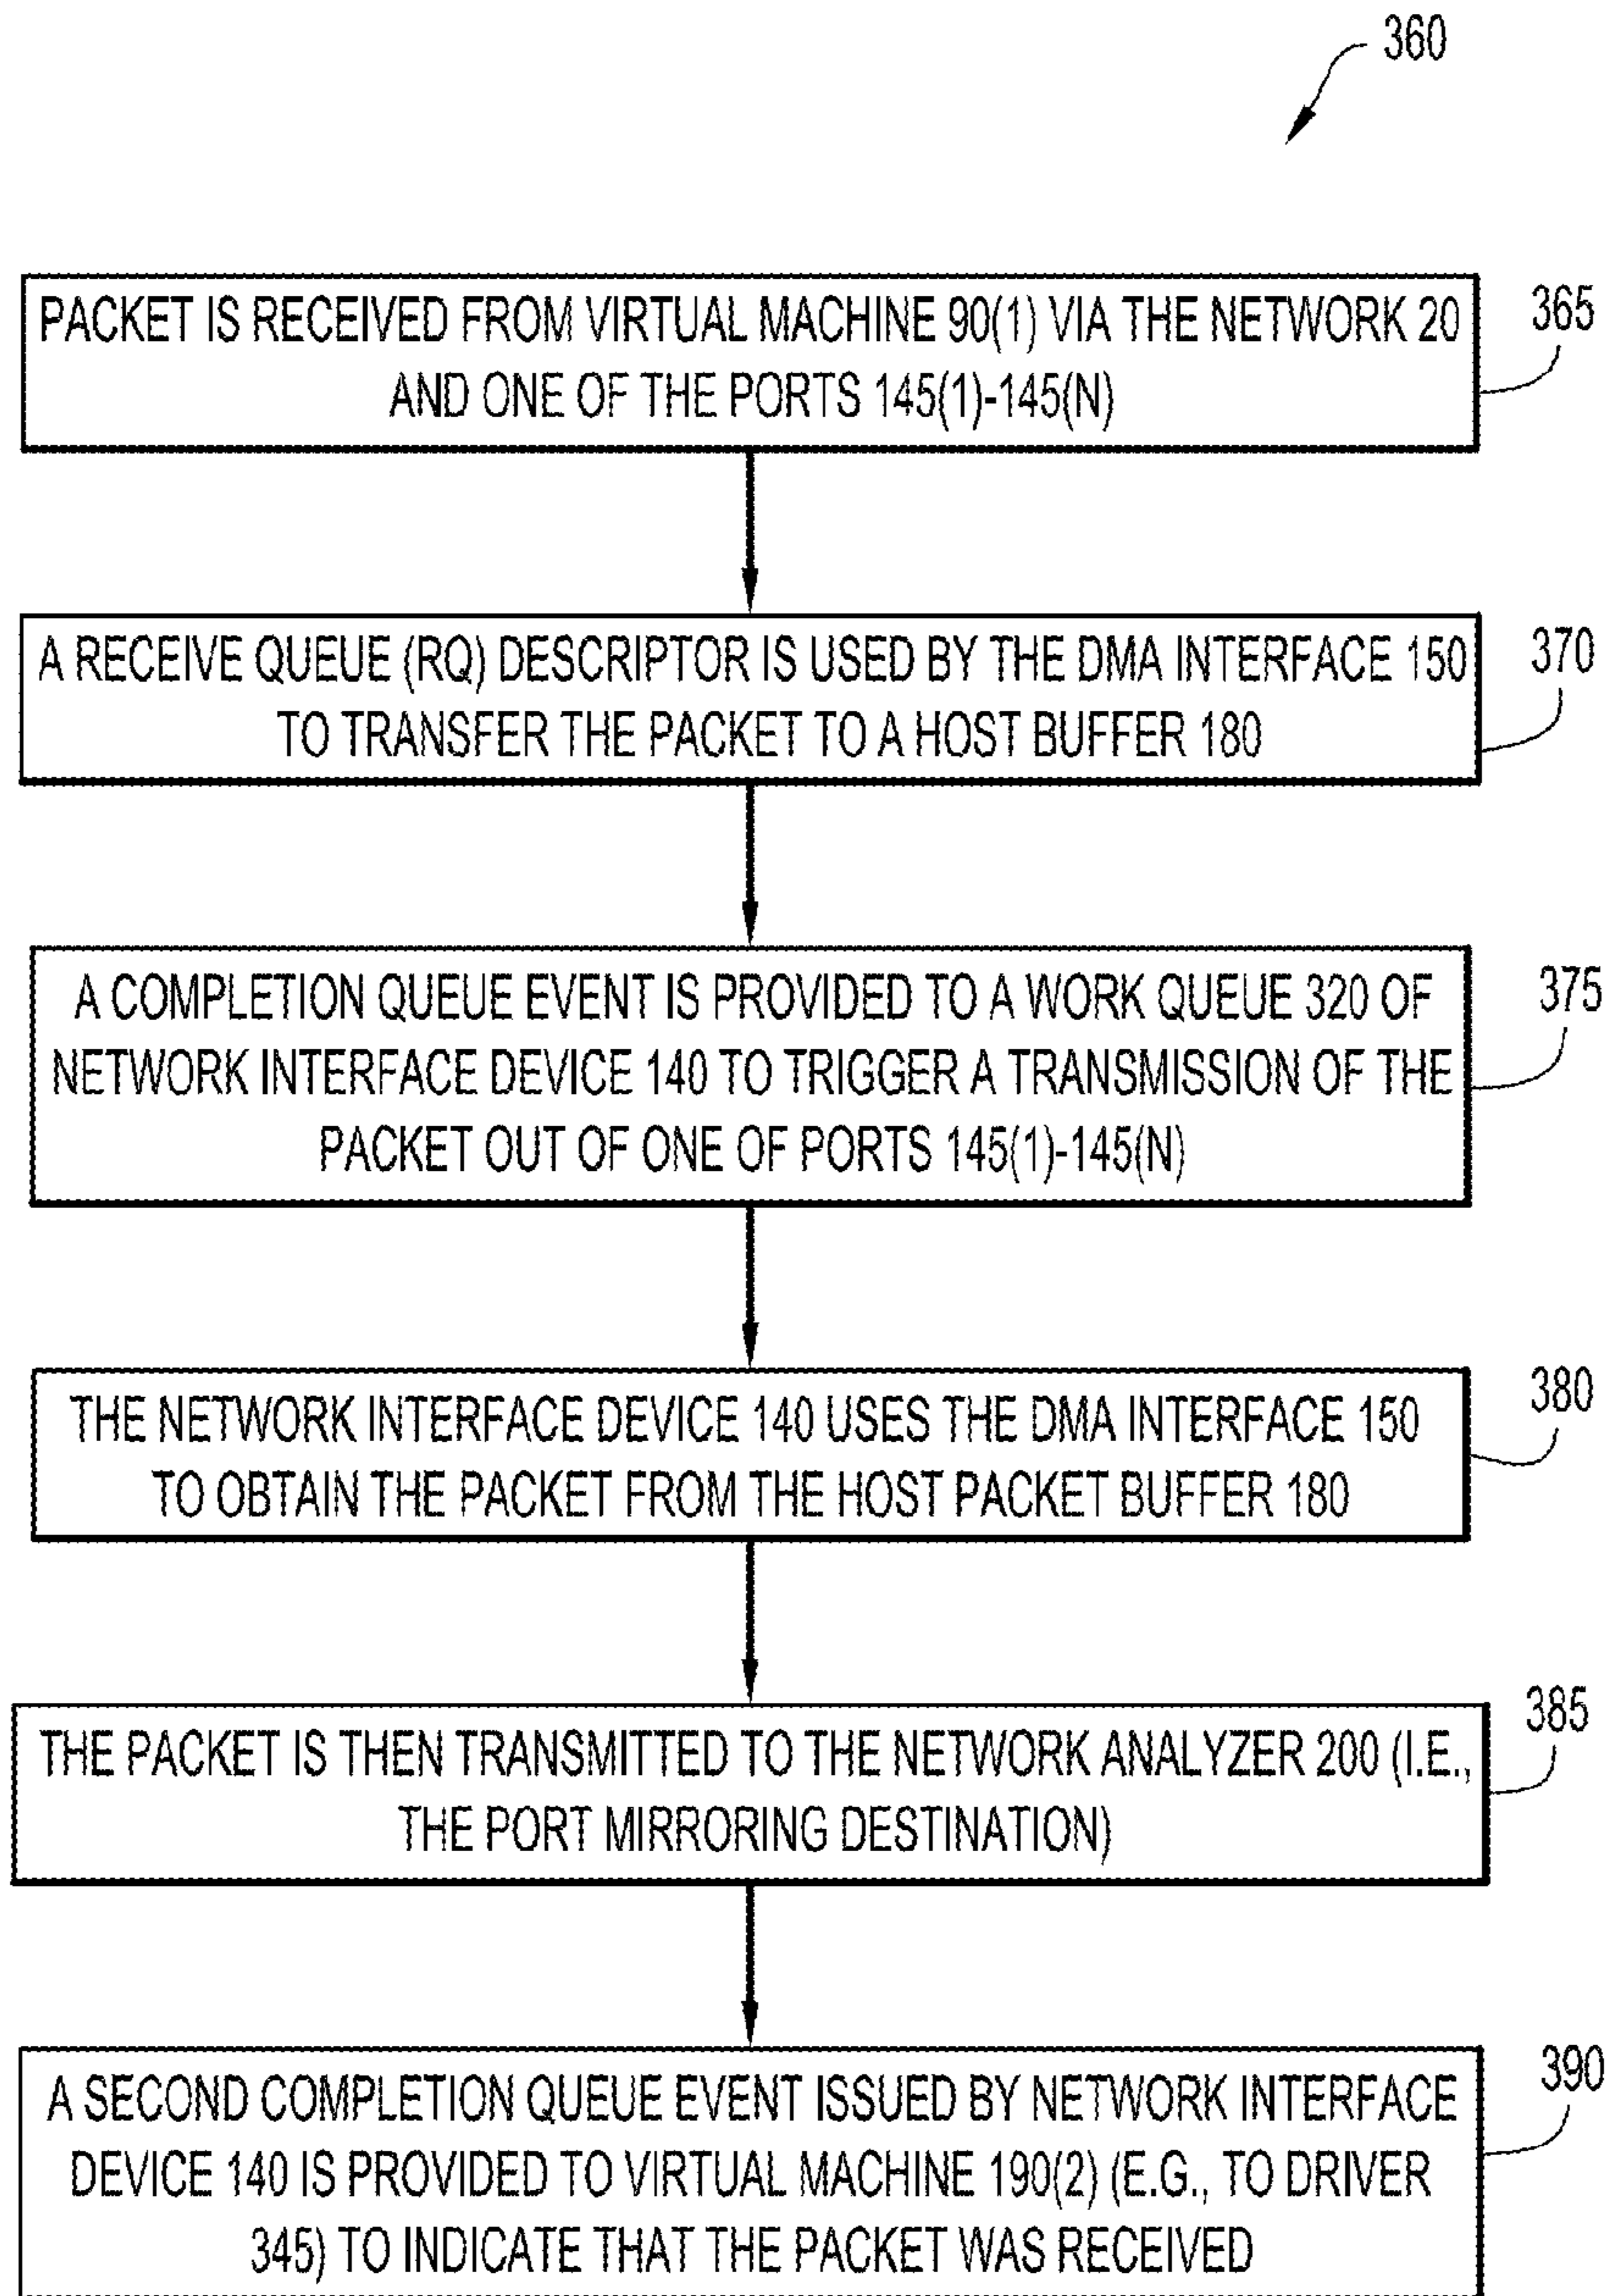 360
PACKET IS RECEIVED FROM VIRTUAL MACHINE 90(1) VIA THE NETWORK 20
AND ONE OF THE PORTS 145(1)-145(N)
365
A RECEIVE QUEUE (RQ) DESCRIPTOR IS USED BY THE DMA INTERFACE 150
TO TRANSFER THE PACKET TO A HOST BUFFER 180
370
A COMPLETION QUEUE EVENT IS PROVIDED TO A WORK QUEUE 320 OF
NETWORK INTERFACE DEVICE 140 TO TRIGGER A TRANSMISSION OF THE
PACKET OUT OF ONE OF PORTS 145(1)-145(N)
375
THE NETWORK INTERFACE DEVICE 140 USES THE DMA INTERFACE 150
TO OBTAIN THE PACKET FROM THE HOST PACKET BUFFER 180
380
THE PACKET IS THEN TRANSMITTED TO THE NETWORK ANALYZER 200 (I.E.,
THE PORT MIRRORING DESTINATION)
385
A SECOND COMPLETION QUEUE EVENT ISSUED BY NETWORK INTERFACE
DEVICE 140 IS PROVIDED TO VIRTUAL MACHINE 190(2) (E.G., TO DRIVER
345) TO INDICATE THAT THE PACKET WAS RECEIVED
390